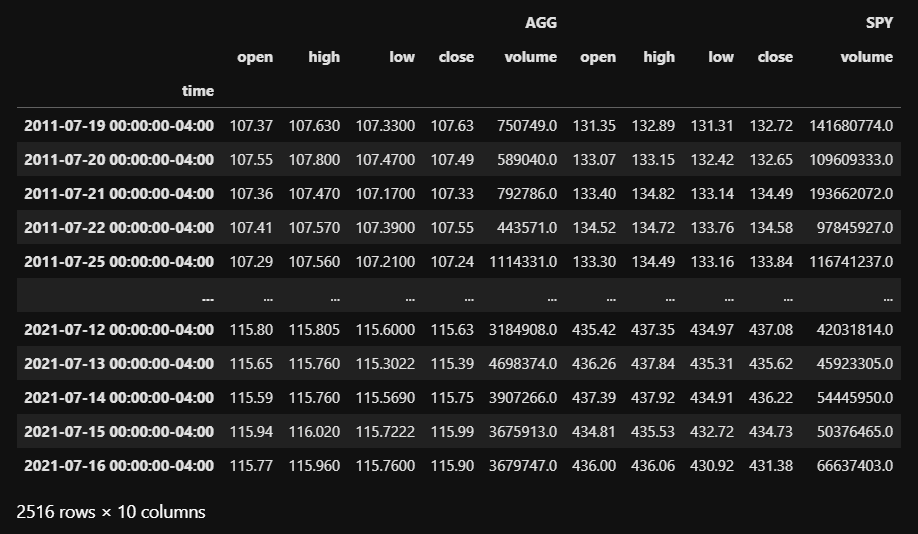 AGG SPY
open high low close volume open high low close volume
time
2011-07-19 00:00:00-04:00 107.37 107.630 107.3300 107.63 750749.0 131.35 132.89 131.31 132.72 141680774.0
2011-07-20 00:00:00-04:00 107.55 107.800 107.4700 107.49 589040.0 133.07 133.15 132.42 132.65 109609333.0
2011-07-21 00:00:00-04:00 107.36 107.470 107.1700 107.33 792786.0 133.40 134.82 133.14 134.49 193662072.0
2011-07-22 00:00:00-04:00 107.41 107.570 107.3900 107.55 443571.0 134.52 134.72 133.76 134.58 97845927.0
2011-07-25 00:00:00-04:00 107.29 107.560 107.2100 107.24 1114331.0 133.30 134.49 133.16 133.84 116741237.0
... ... ... ... ... ... ... ... ... ... ...
2021-07-12 00:00:00-04:00 115.80 115.805 115.6000 115.63 3184908.0 435.42 437.35 434.97 437.08 42031814.0
2021-07-13 00:00:00-04:00 115.65 115.760 115.3022 115.39 4698374.0 436.26 437.84 435.31 435.62 45923305.0
2021-07-14 00:00:00-04:00 115.59 115.760 115.5690 115.75 3907266.0 437.39 437.92 434.91 436.22 54445950.0
2021-07-15 00:00:00-04:00 115.94 116.020 115.7222 115.99 3675913.0 434.81 435.53 432.72 434.73 50376465.0
2021-07-16 00:00:00-04:00 115.77 115.960 115.7600 115.90 3679747.0 436.00 436.06 430.92 431.38 66637403.0
2516 rows × 10 columns